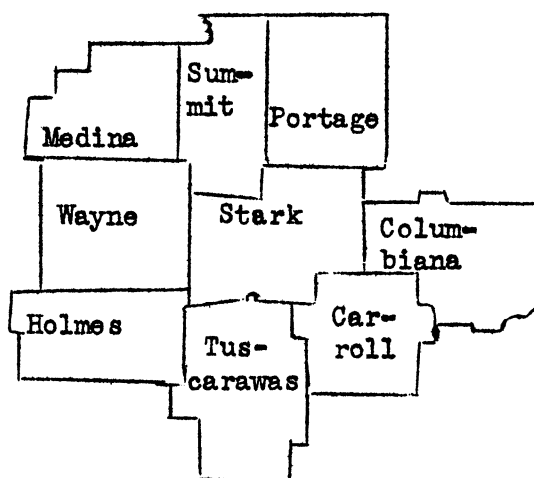 Sum-
mit
Portage
Medina
Wayne
Stark
Colum-
biana
Holmes
Tus-
carawas
Car-
roll